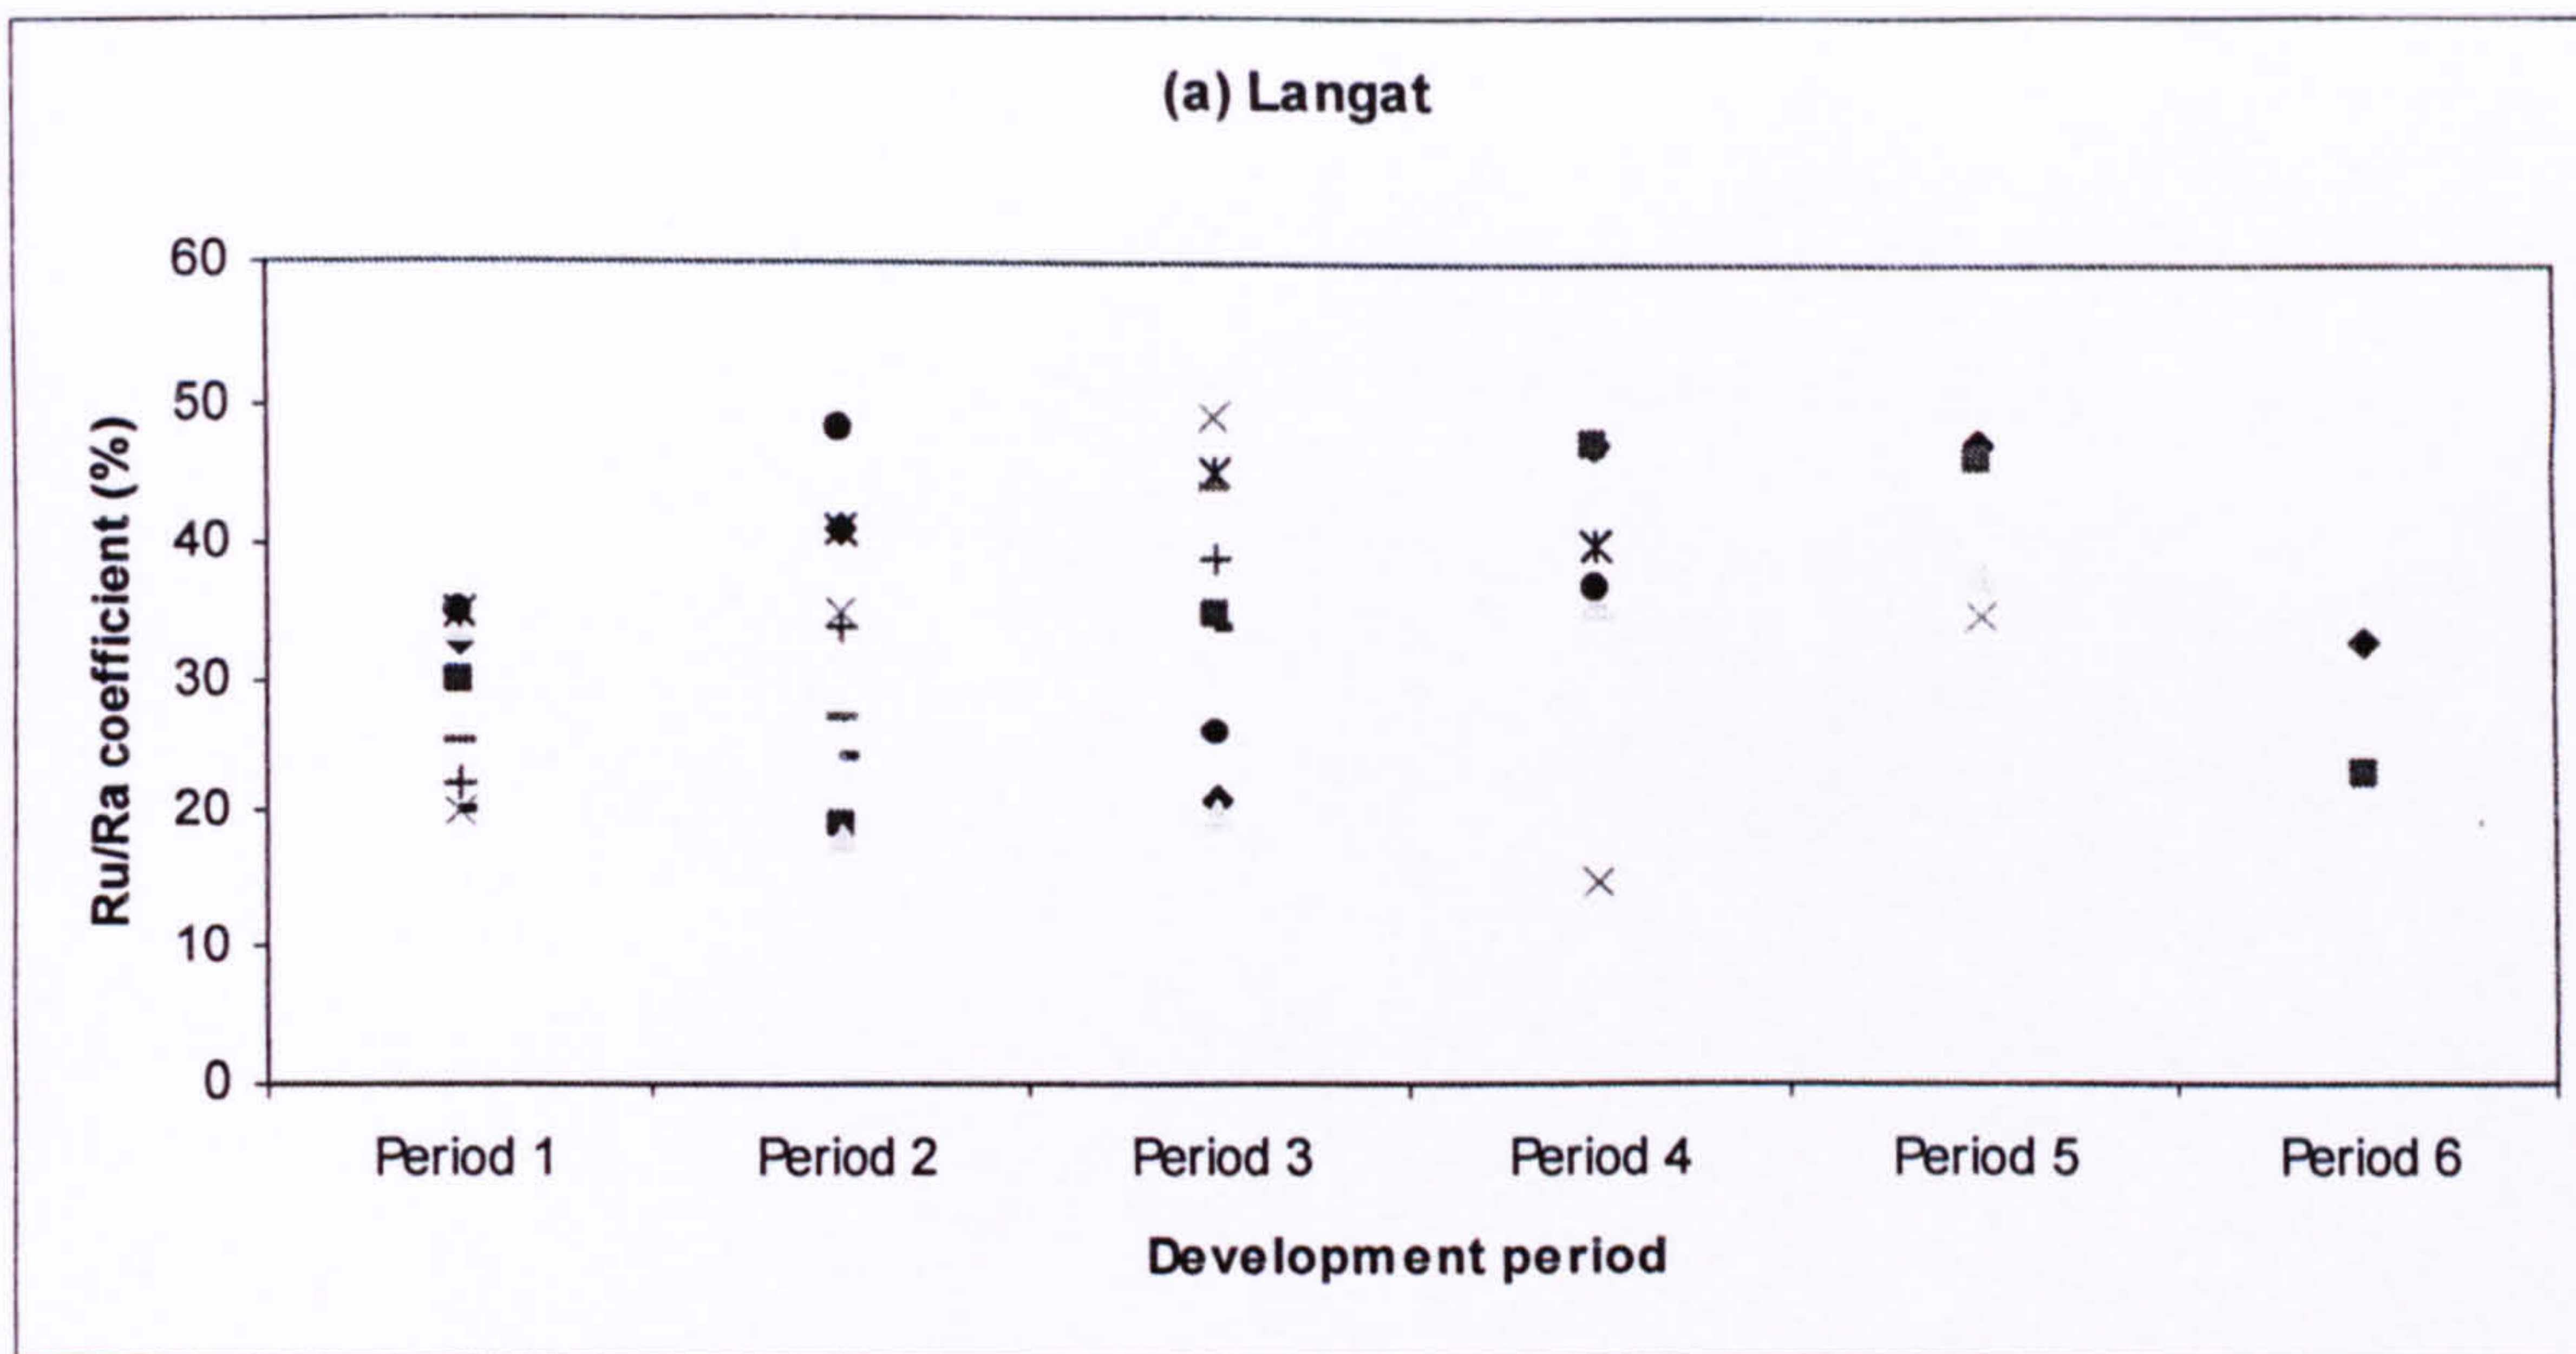 (a) Langat
60
50
40
30
20
10
0
Ru/Ra coefficient (%)
Period 1 Period 2 Period 3 Period 4 Period 5 Period 6
Development period